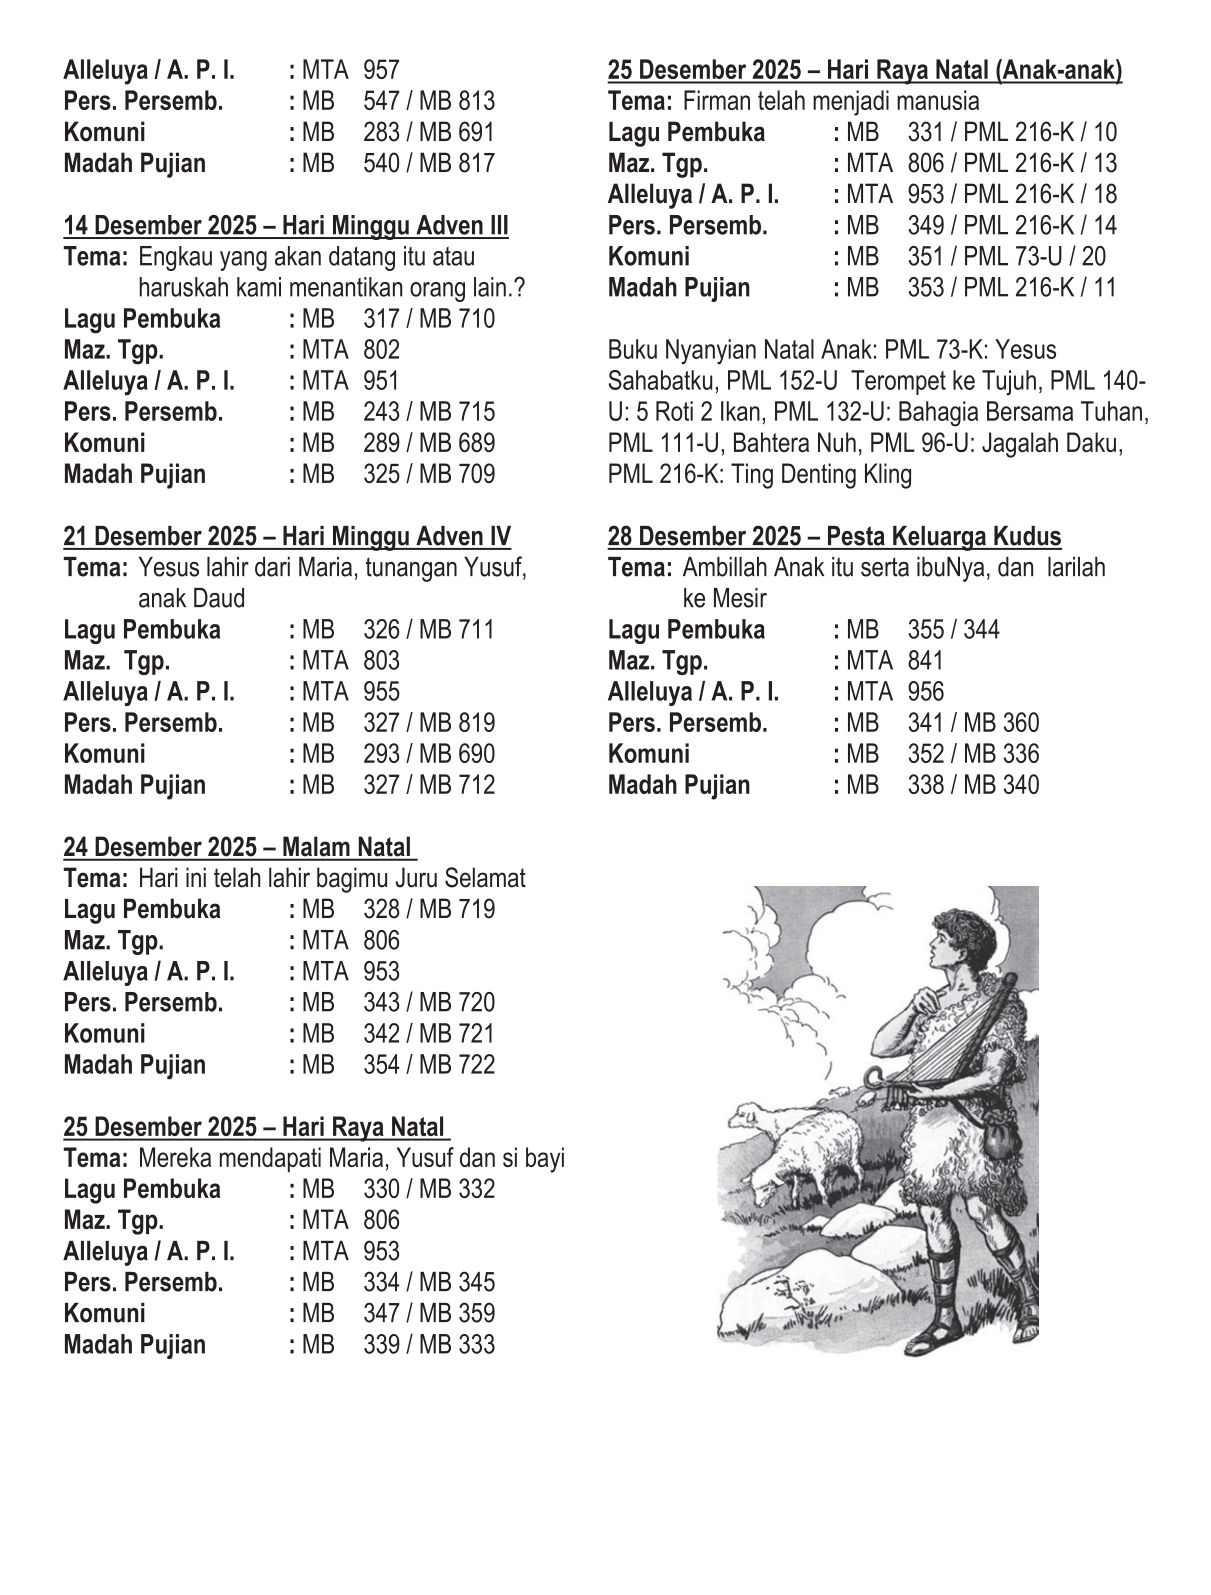 Alleluya / A. P. I. : MTA 957
Pers. Persemb. : MB 547 / MB 813
Komuni : MB 283 / MB 691
Madah Pujian : MB 540 / MB 817
14 Desember 2025 – Hari Minggu Adven III
Tema: Engkau yang akan datang itu atau
haruskah kami menantikan orang lain.?
Lagu Pembuka : MB 317 / MB 710
Maz. Tgp. : MTA 802
Alleluya / A. P. I. : MTA 951
Pers. Persemb. : MB 243 / MB 715
Komuni : MB 289 / MB 689
Madah Pujian : MB 325 / MB 709
21 Desember 2025 – Hari Minggu Adven IV
Tema: Yesus lahir dari Maria, tunangan Yusuf,
anak Daud
Lagu Pembuka : MB 326 / MB 711
Maz. Tgp. : MTA 803
Alleluya / A. P. I. : MTA 955
Pers. Persemb. : MB 327 / MB 819
Komuni : MB 293 / MB 690
Madah Pujian : MB 327 / MB 712
24 Desember 2025 – Malam Natal
Tema: Hari ini telah lahir bagimu Juru Selamat
Lagu Pembuka : MB 328 / MB 719
Maz. Tgp. : MTA 806
Alleluya / A. P. I. : MTA 953
Pers. Persemb. : MB 343 / MB 720
Komuni : MB 342 / MB 721
Madah Pujian : MB 354 / MB 722
25 Desember 2025 – Hari Raya Natal
Tema: Mereka mendapati Maria, Yusuf dan si bayi
Lagu Pembuka : MB 330 / MB 332
Maz. Tgp. : MTA 806
Alleluya / A. P. I. : MTA 953
Pers. Persemb. : MB 334 / MB 345
Komuni : MB 347 / MB 359
Madah Pujian : MB 339 / MB 333
25 Desember 2025 – Hari Raya Natal (Anak-anak)
Tema: Firman telah menjadi manusia
Lagu Pembuka : MB 331 / PML 216-K / 10
Maz. Tgp. : MTA 806 / PML 216-K / 13
Alleluya / A. P. I. : MTA 953 / PML 216-K / 18
Pers. Persemb. : MB 349 / PML 216-K / 14
Komuni : MB 351 / PML 73-U / 20
Madah Pujian : MB 353 / PML 216-K / 11
Buku Nyanyian Natal Anak: PML 73-K: Yesus
Sahabatku, PML 152-U Terompet ke Tujuh, PML 140-
U: 5 Roti 2 Ikan, PML 132-U: Bahagia Bersama Tuhan,
PML 111-U, Bahtera Nuh, PML 96-U: Jagalah Daku,
PML 216-K: Ting Denting Kling
28 Desember 2025 – Pesta Keluarga Kudus
Tema: Ambillah Anak itu serta ibuNya, dan larilah
ke Mesir
Lagu Pembuka : MB 355 / 344
Maz. Tgp. : MTA 841
Alleluya / A. P. I. : MTA 956
Pers. Persemb. : MB 341 / MB 360
Komuni : MB 352 / MB 336
Madah Pujian : MB 338 / MB 340